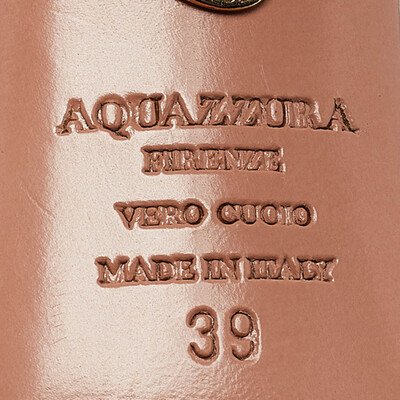 AQUAZZURA
FIRENZE
VERO CUOIO
MADE IN ITALY
39